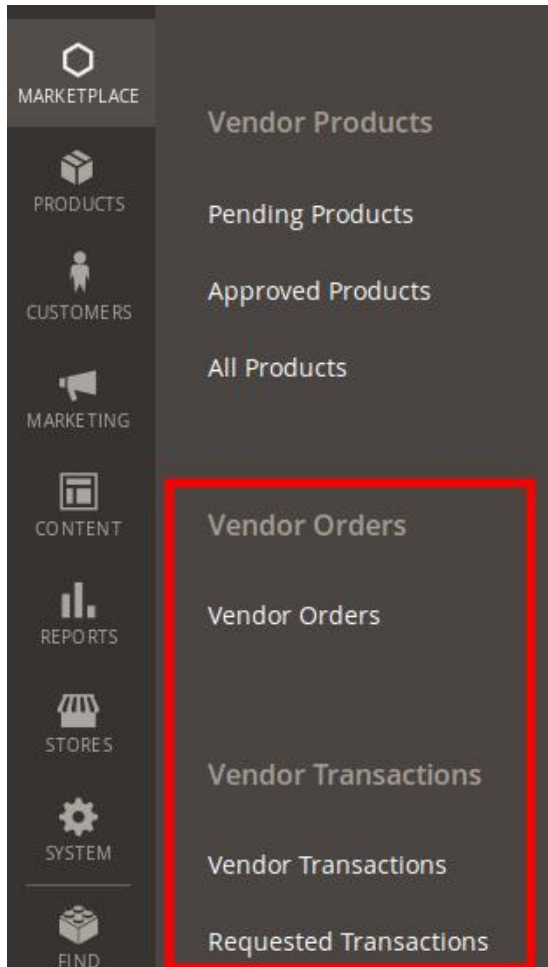 MARKETPLACE
PRODUCTS
CUSTOMERS
MARKETING
CONTENT
REPORTS
STORES
SYSTEM
FIND
Vendor Products
Pending Products
Approved Products
All Products
Vendor Orders
Vendor Orders
Vendor Transactions
Vendor Transactions
Requested Transactions